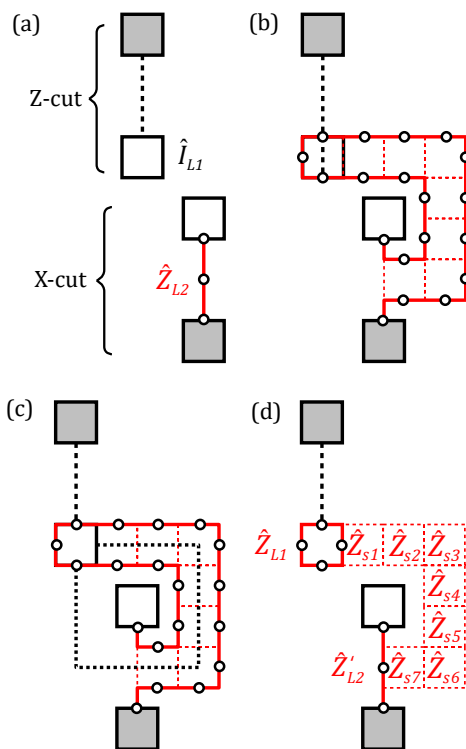 (a)
Z-cut
Î_L1
X-cut
Ẑ_L2
(b)
(c)
(d)
Ẑ_L1 Ẑ_s1 Ẑ_s2 Ẑ_s3
Ẑ_s4
Ẑ_s5
Ẑ'_L2 Ẑ_s7 Ẑ_s6